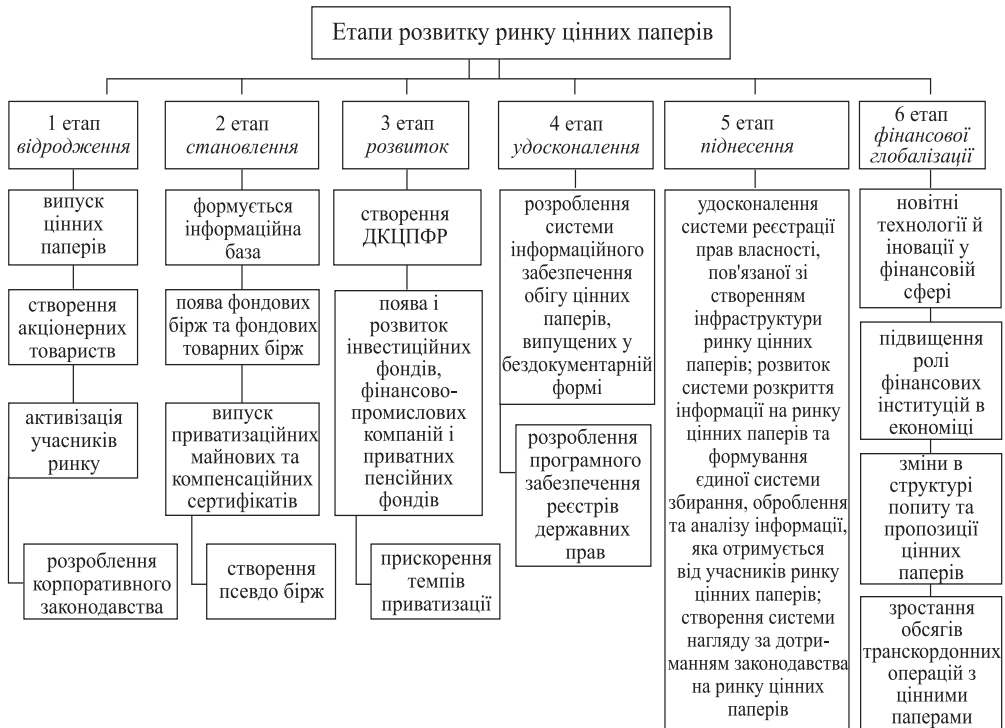 Етапи розвитку ринку цінних паперів
1 етап
відродження
випуск
цінних
паперів
створення
акціонерних
товариств
активізація
учасників
ринку
розроблення
корпоративного
законодавства
2 етап
становлення
формується
інформаційна
база
поява фондових
бірж та фондових
товарних бірж
випуск
приватизаційних
майнових та
компенсаційних
сертифікатів
створення
псевдо бірж
3 етап
розвиток
створення
ДКЦПФР
поява і
розвиток
інвестиційних
фондів,
фінансово-
промислових
компаній і
приватних
пенсійних
фондів
прискорення
темпів
приватизації
4 етап
удосконалення
розроблення
системи
інформаційного
забезпечення
обігу цінних
паперів,
випущених у
бездокументарній
формі
розроблення
програмного
забезпечення
реєстрів
державних
прав
5 етап
піднесення
удосконалення
системи реєстрації
прав власності,
пов'язаної зі
створенням
інфраструктури
ринку цінних
паперів; розвиток
системи розкриття
інформації на ринку
цінних паперів та
формування
єдиної системи
збирання, оброблення
та аналізу інформації,
яка отримується
від учасників ринку
цінних паперів;
створення системи
нагляду за дотри-
манням законодавства
на ринку цінних
паперів
6 етап
фінансової
глобалізації
новітні
технології й
іновації у
фінансовій
сфері
підвищення
ролі
фінансових
інституцій в
економіці
зміни в
структурі
попиту та
пропозиції
цінних
паперів
зростання
обсягів
транскордонних
операцій з
цінними
паперами